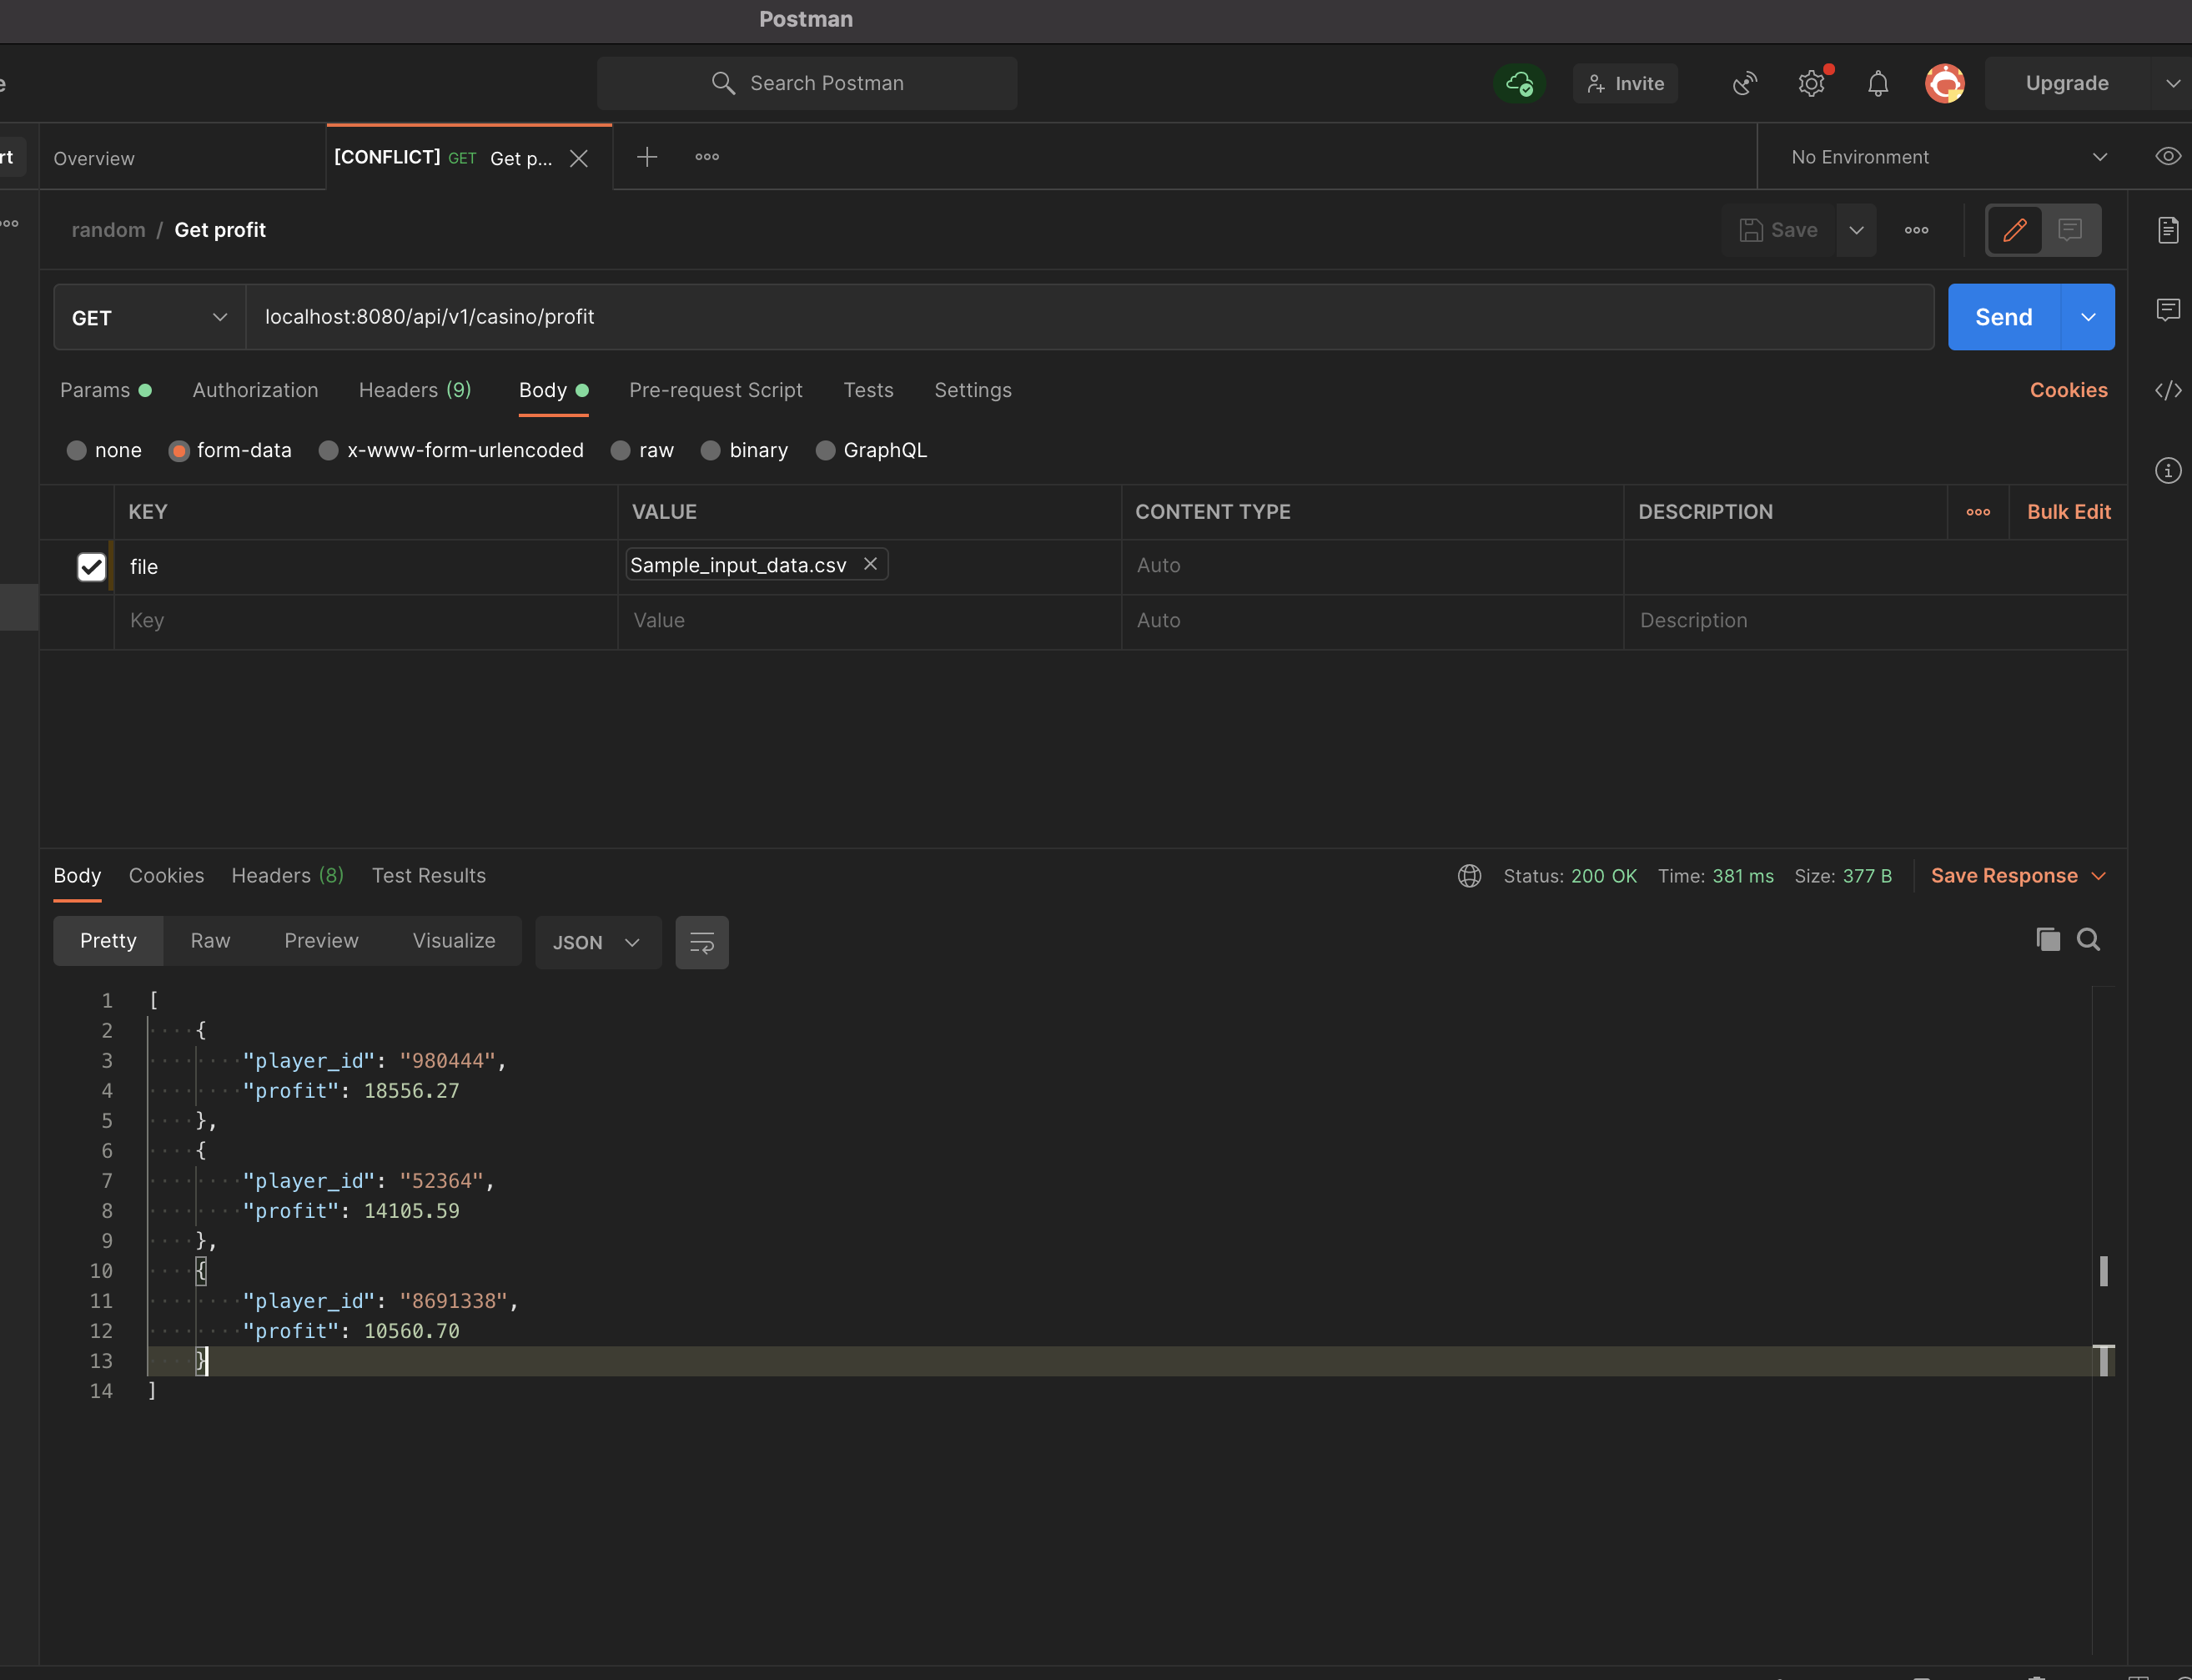 Postman
e
Search Postman
Invite
Upgrade
rt
Overview
[CONFLICT] GET Get p...
No Environment
random / Get profit
Save
GET
localhost:8080/api/v1/casino/profit
Send
Params
Authorization
Headers (9)
Body
Pre-request Script
Tests
Settings
Cookies
none
form-data
x-www-form-urlencoded
raw
binary
GraphQL
KEY
VALUE
CONTENT TYPE
DESCRIPTION
Bulk Edit
file
Sample_input_data.csv
Auto
Key
Value
Auto
Description
Body
Cookies
Headers (8)
Test Results
Status: 200 OK
Time: 381 ms
Size: 377 B
Save Response
Pretty
Raw
Preview
Visualize
JSON
1 [
2 {
3 "player_id": "980444",
4 "profit": 18556.27
5 },
6 {
7 "player_id": "52364",
8 "profit": 14105.59
9 },
10 {
11 "player_id": "8691338",
12 "profit": 10560.70
13 }
14 ]